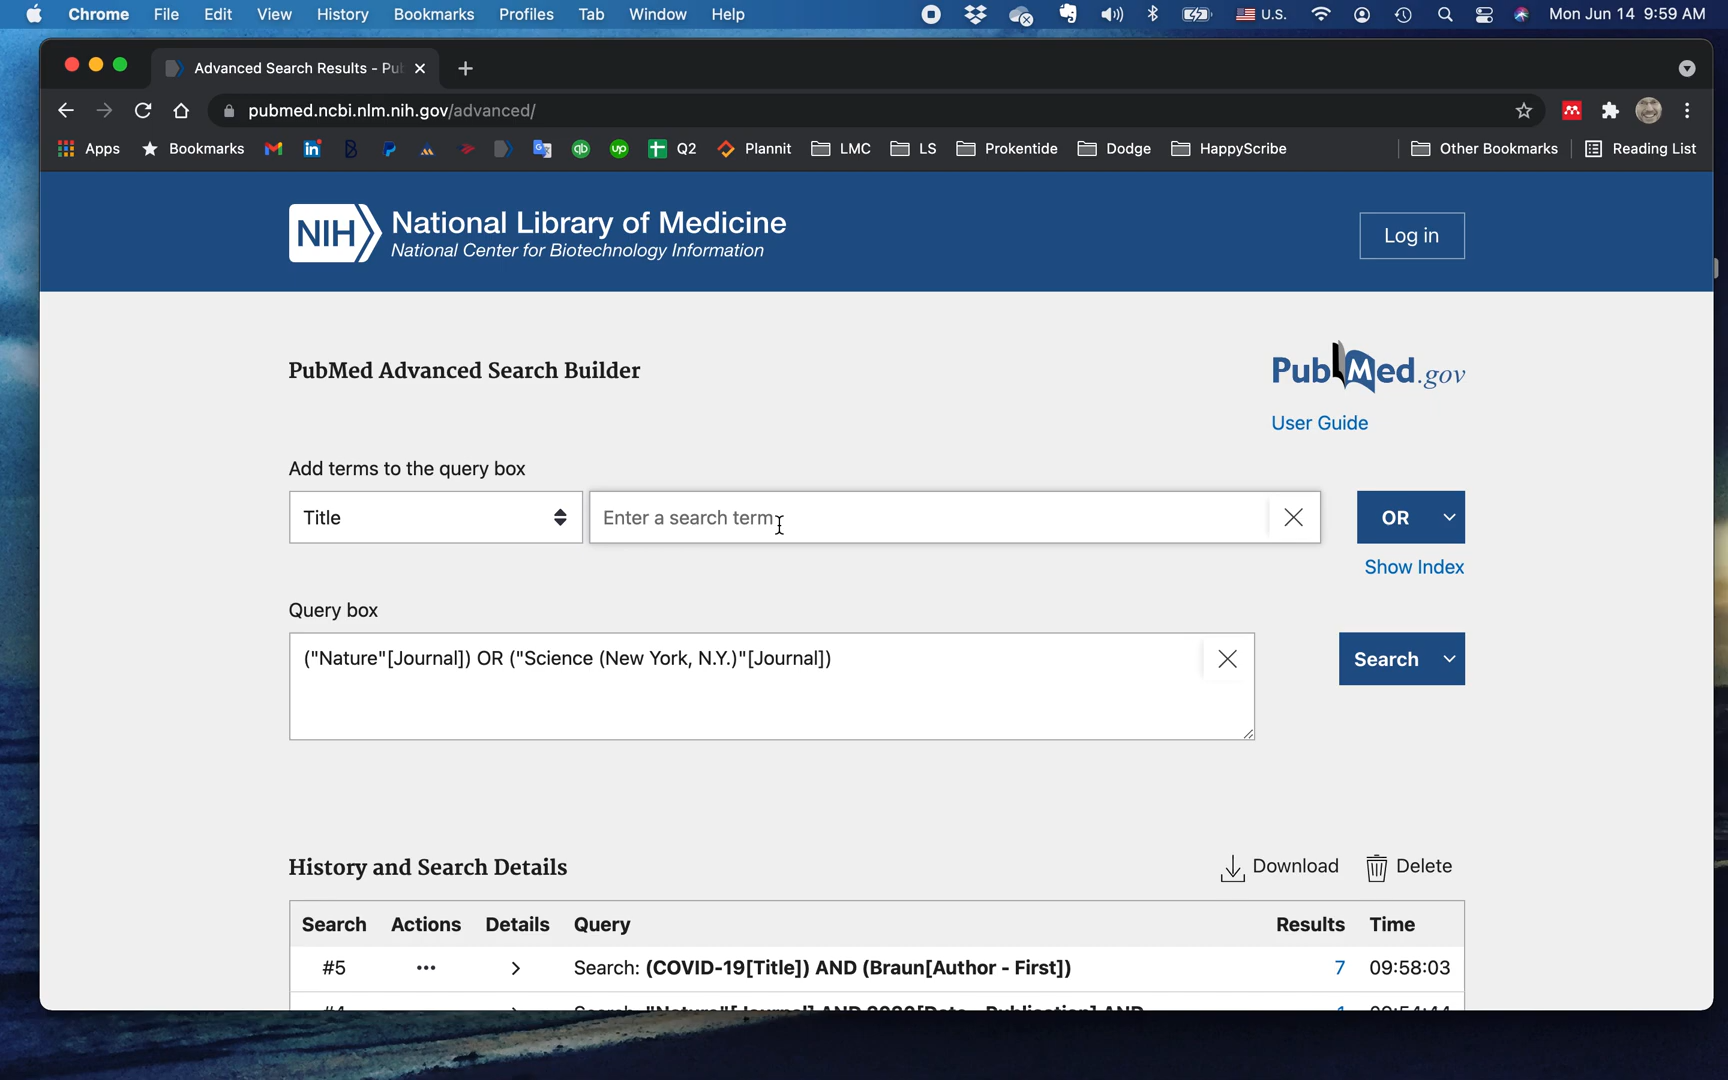 Chrome File Edit View History Bookmarks Profiles Tab Window Help U.S. Mon Jun 14 9:59 AM
Advanced Search Results - Pu
pubmed.ncbi.nlm.nih.gov/advanced/
Apps Bookmarks Q2 Plannit LMC LS Prokentide Dodge HappyScribe Other Bookmarks Reading List
NIH National Library of Medicine
National Center for Biotechnology Information
Log in
PubMed Advanced Search Builder
PubMed.gov
User Guide
Add terms to the query box
Title Enter a search term OR
Show Index
Query box
("Nature"[Journal]) OR ("Science (New York, N.Y.)"[Journal])
Search
History and Search Details Download Delete
Search Actions Details Query Results Time
#5 ... Search: (COVID-19[Title]) AND (Braun[Author - First]) 7 09:58:03